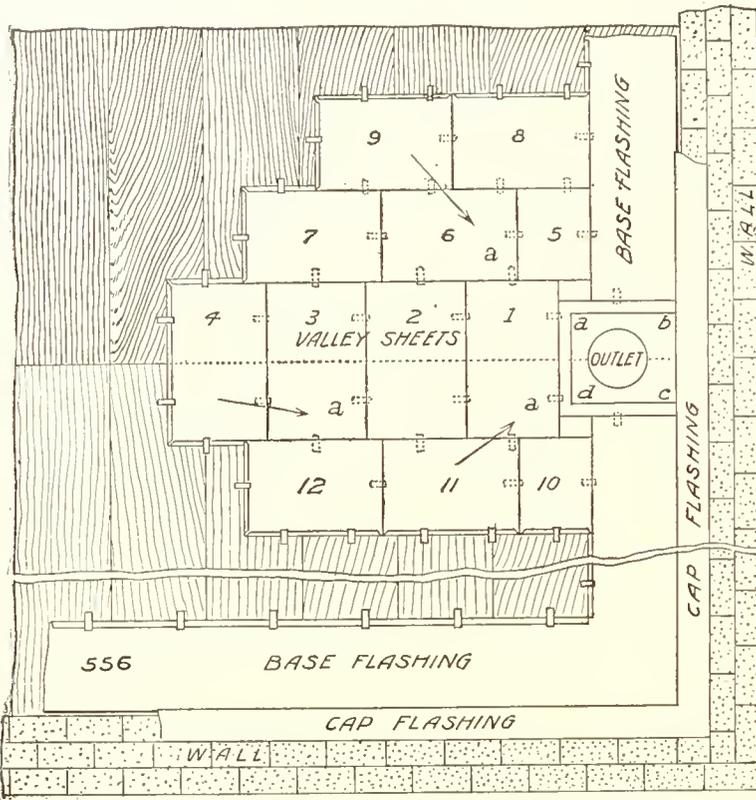 9 8
BASE FLASHING
WALL
7 6 a 5
4 3 2 1
VALLEY SHEETS
a b
OUTLET
d c
a a
12 11 10
CAP FLASHING
556 BASE FLASHING
CAP FLASHING
WALL